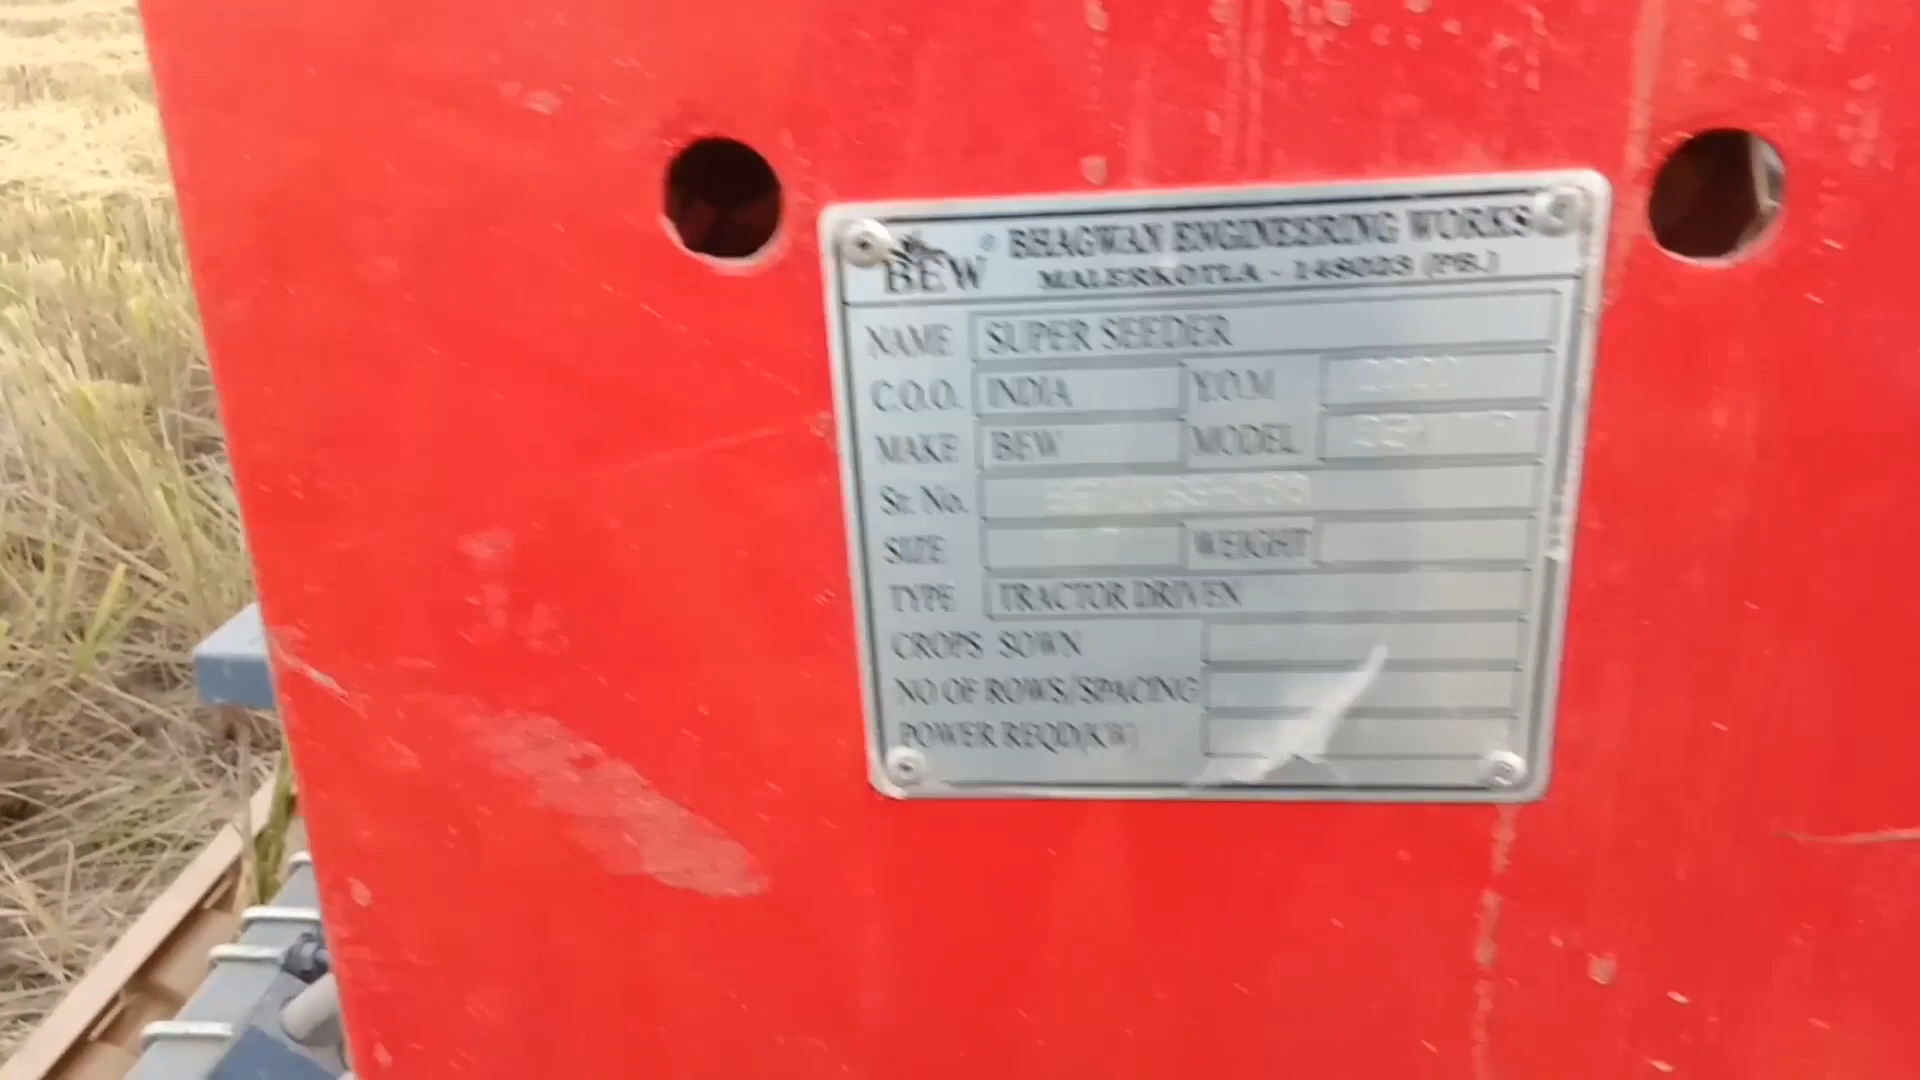 BEW ® BHAGWAN ENGINEERING WORKS
MALERKOTLA - 148023 (PB.)
NAME SUPER SEEDER
C.O.O. INDIA Y.O.M
MAKE BEW MODEL
Sr. No.
SIZE WEIGHT
TYPE TRACTOR DRIVEN
CROPS SOWN
NO OF ROWS/SPACING
POWER REQD(KW)